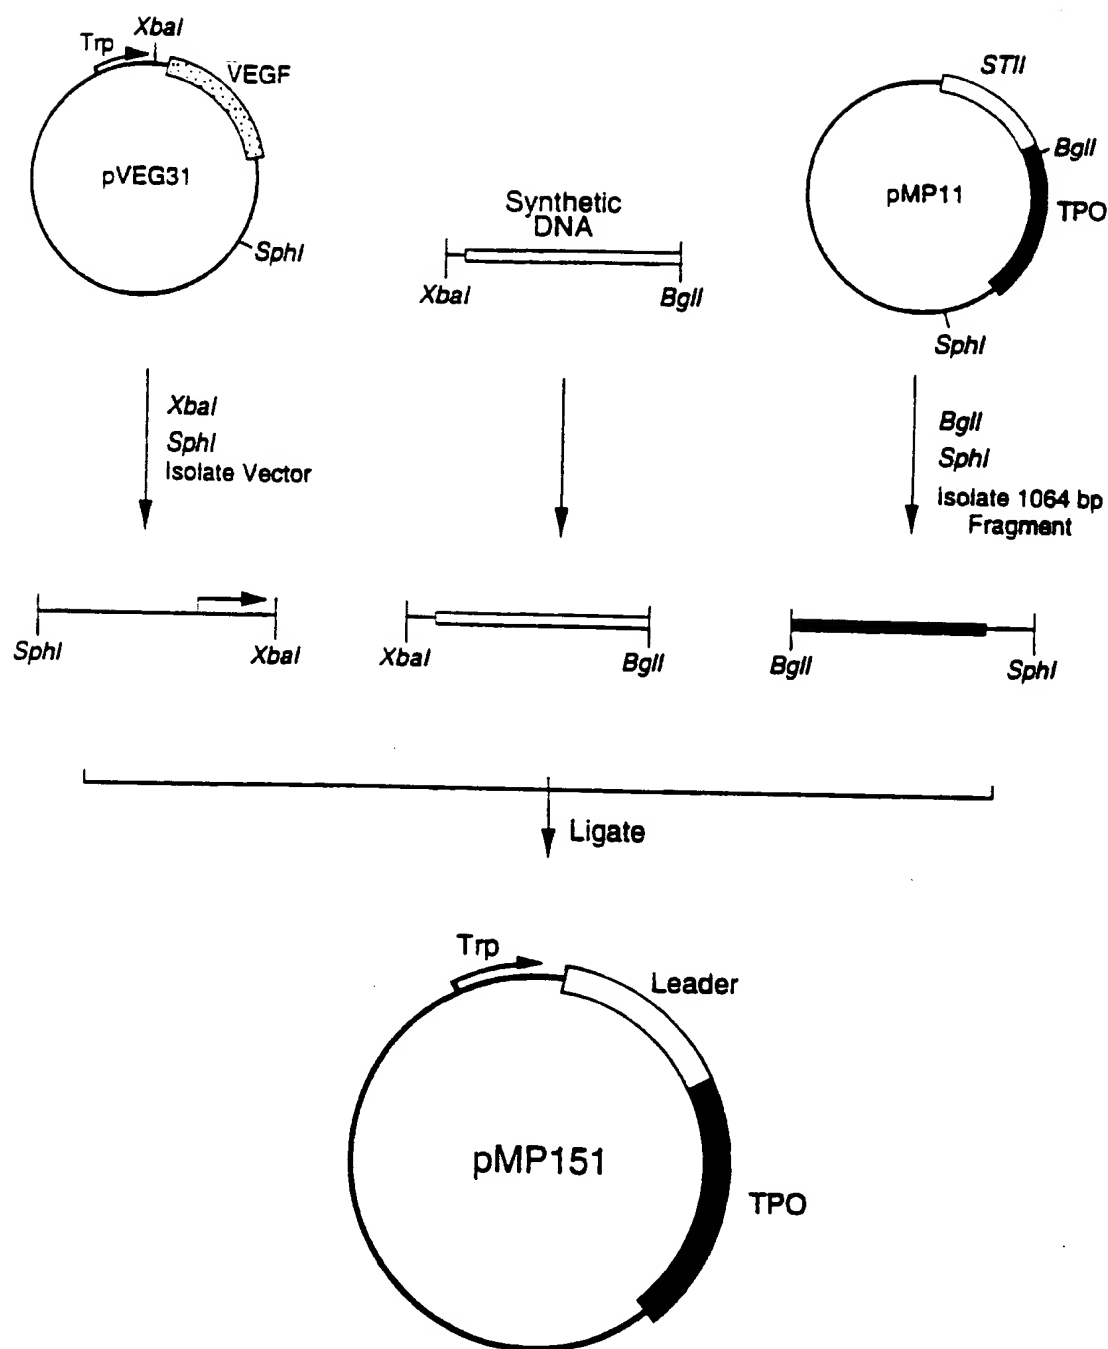 XbaI
Trp
VEGF
pVEG31
SphI
Synthetic
DNA
XbaI
BglI
STII
BglI
pMP11
TPO
SphI
XbaI
SphI
Isolate Vector
BglI
SphI
Isolate 1064 bp
Fragment
SphI
XbaI
XbaI
BglI
BglI
SphI
Ligate
Trp
Leader
pMP151
TPO